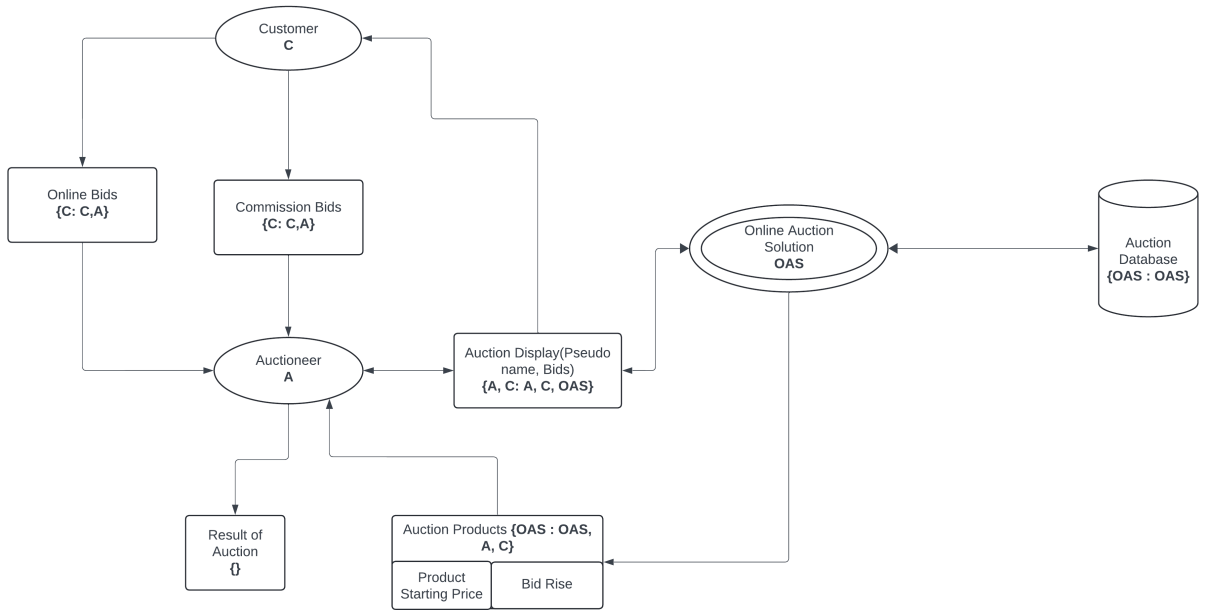 Customer
C
Online Bids
{C: C,A}
Commission Bids
{C: C,A}
Online Auction
Solution
OAS
Auction
Database
{OAS : OAS}
Auctioneer
A
Auction Display(Pseudo
name, Bids)
{A, C: A, C, OAS}
Result of
Auction
{}
Auction Products {OAS : OAS,
A, C}
Product
Starting Price
Bid Rise